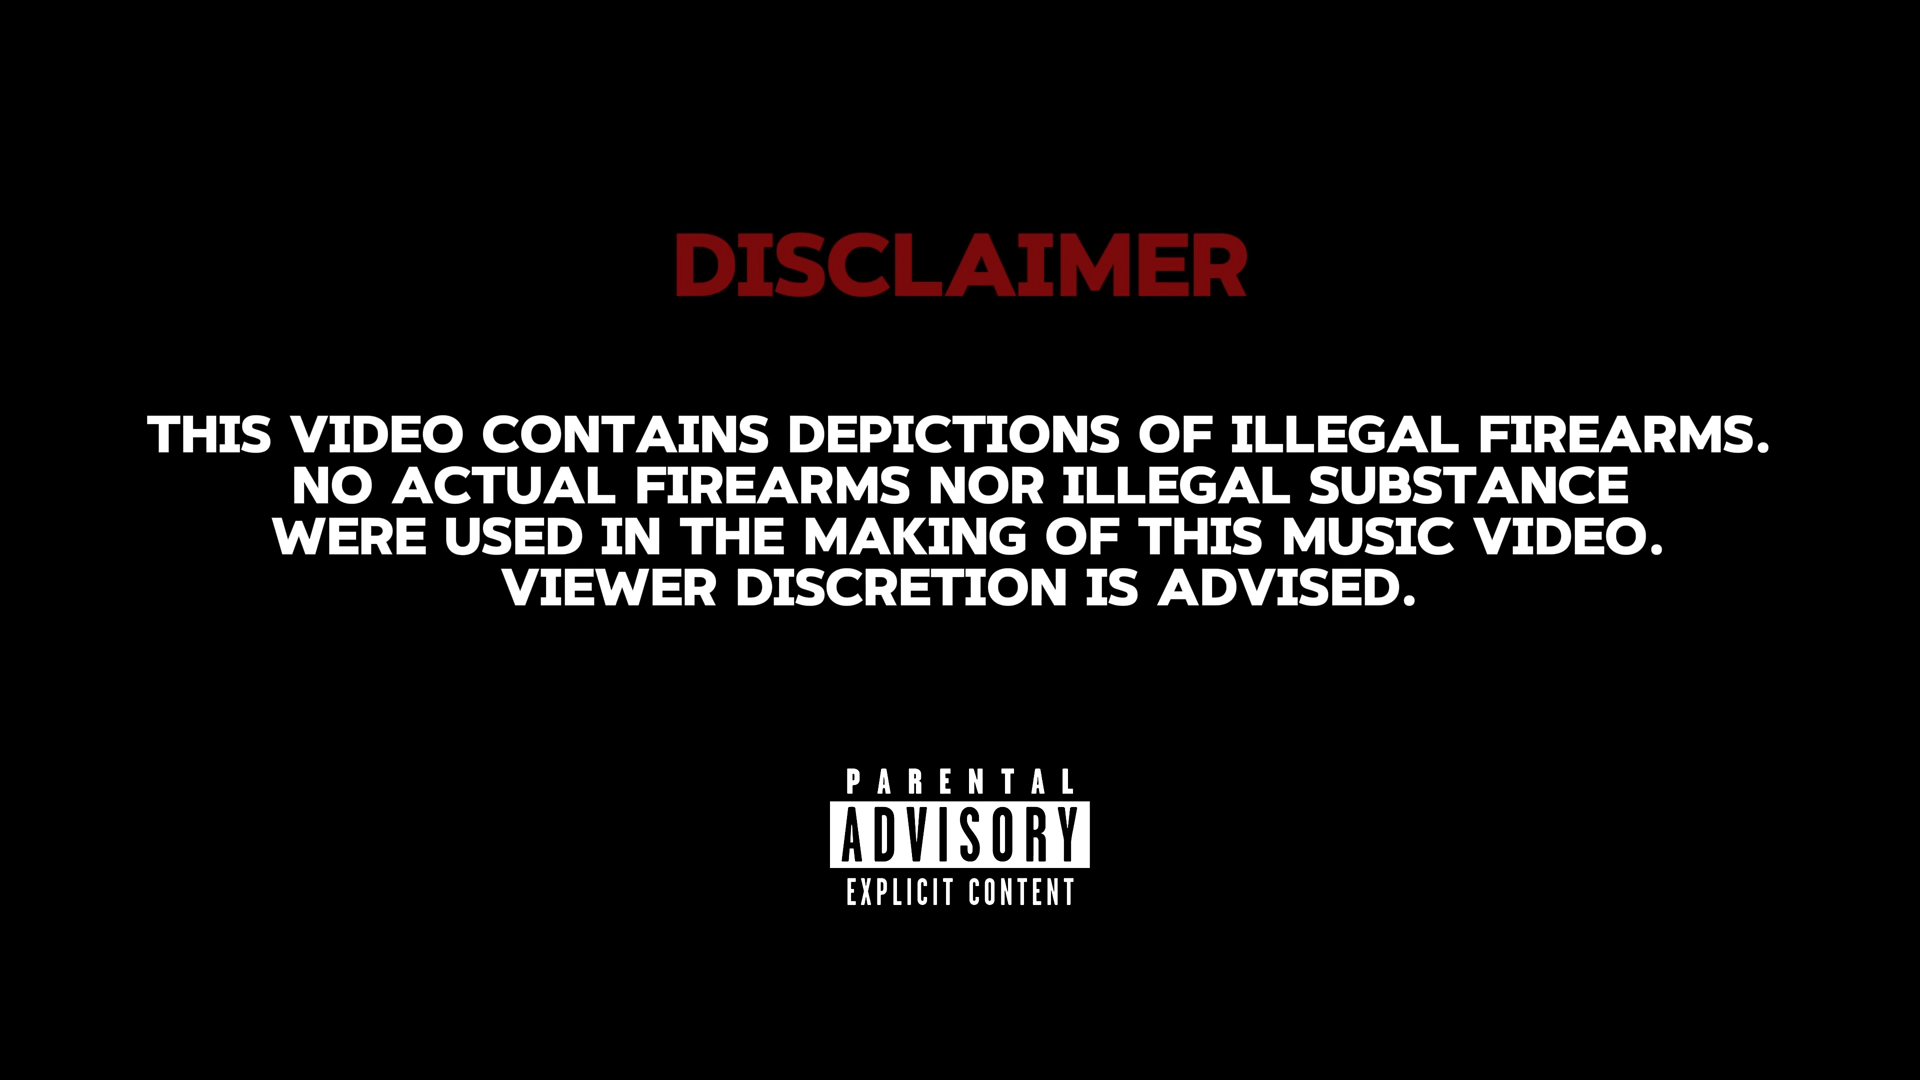 DISCLAIMER
THIS VIDEO CONTAINS DEPICTIONS OF ILLEGAL FIREARMS.
NO ACTUAL FIREARMS NOR ILLEGAL SUBSTANCE
WERE USED IN THE MAKING OF THIS MUSIC VIDEO.
VIEWER DISCRETION IS ADVISED.
PARENTAL
ADVISORY
EXPLICIT CONTENT